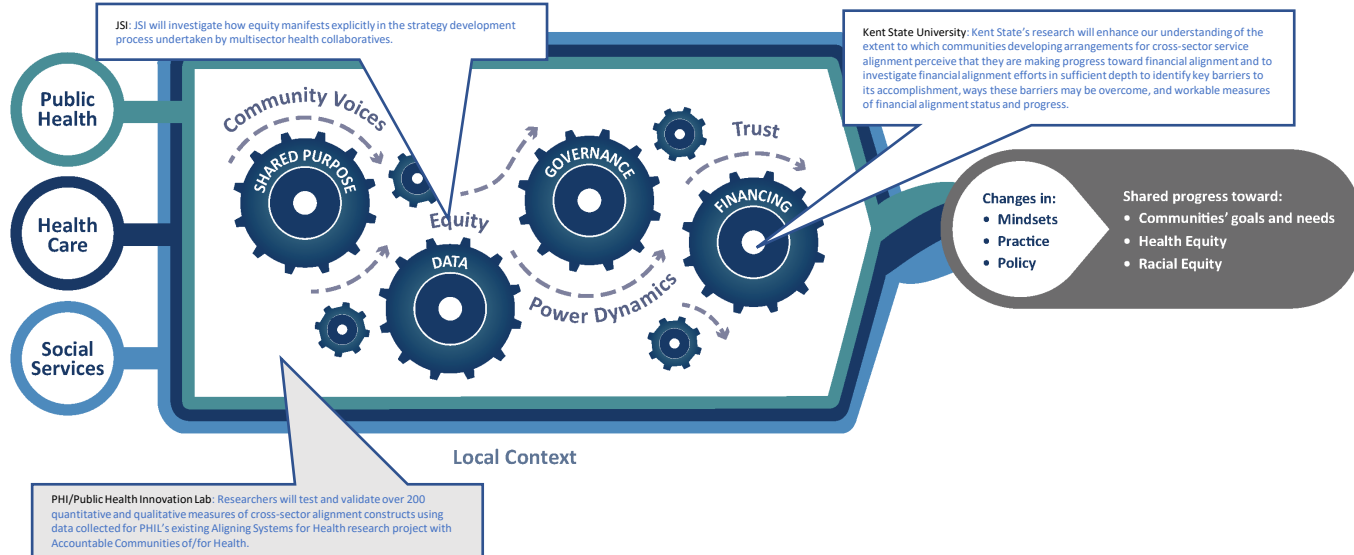 JSI: JSI will investigate how equity manifests explicitly in the strategy development
process undertaken by multisector health collaboratives.
Kent State University: Kent State's research will enhance our understanding of the
extent to which communities developing arrangements for cross-sector service
alignment perceive that they are making progress toward financial alignment and to
investigate financial alignment efforts in sufficient depth to identify key barriers to
its accomplishment, ways these barriers may be overcome, and workable measures
of financial alignment status and progress.
Public
Health
Health
Care
Social
Services
Community Voices
SHARED PURPOSE
Equity
DATA
GOVERNANCE
Power Dynamics
Trust
FINANCING
Changes in:
• Mindsets
• Practice
• Policy
Shared progress toward:
• Communities' goals and needs
• Health Equity
• Racial Equity
Local Context
PHI/Public Health Innovation Lab: Researchers will test and validate over 200
quantitative and qualitative measures of cross-sector alignment constructs using
data collected for PHIL's existing Aligning Systems for Health research project with
Accountable Communities of/for Health.